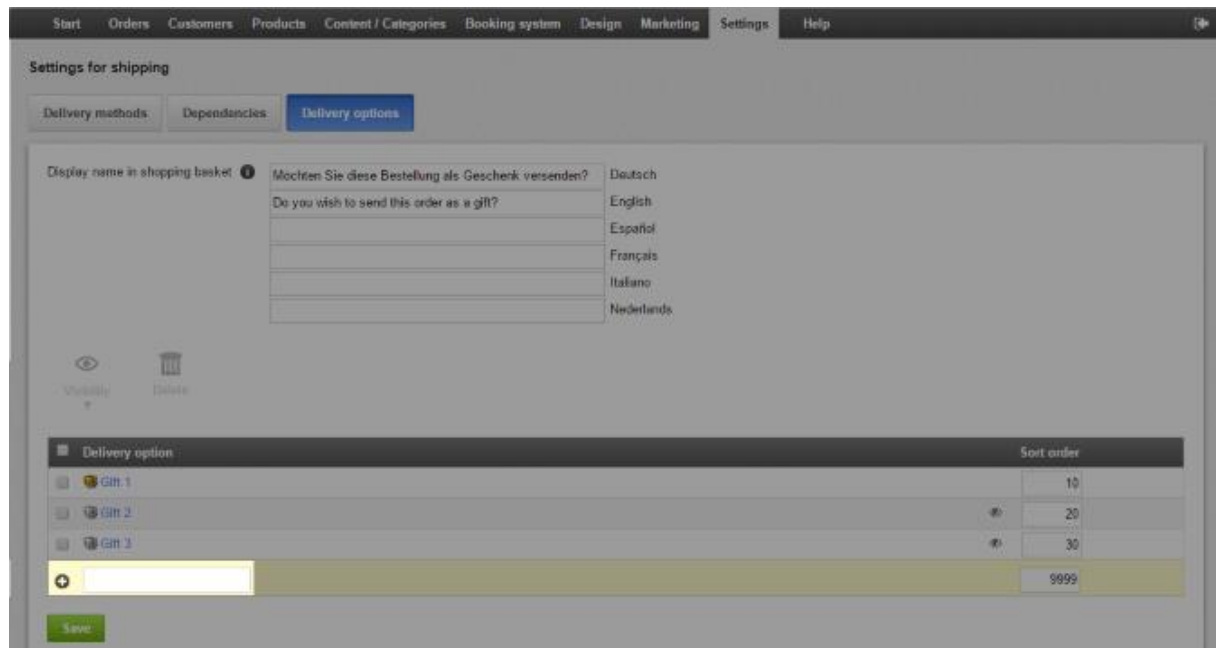 Start Orders Customers Products Content / Categories Booking system Design Marketing Settings Help
Settings for shipping
Delivery methods Dependencies Delivery options
Display name in shopping basket
Mochten Sie diese Bestellung als Geschenk versenden? Deutsch
Do you wish to send this order as a gift? English
Español
Français
Italiano
Nederlands
Visibility Delete
Delivery option Sort order
Gift 1 10
Gift 2 20
Gift 3 30
9999
Save